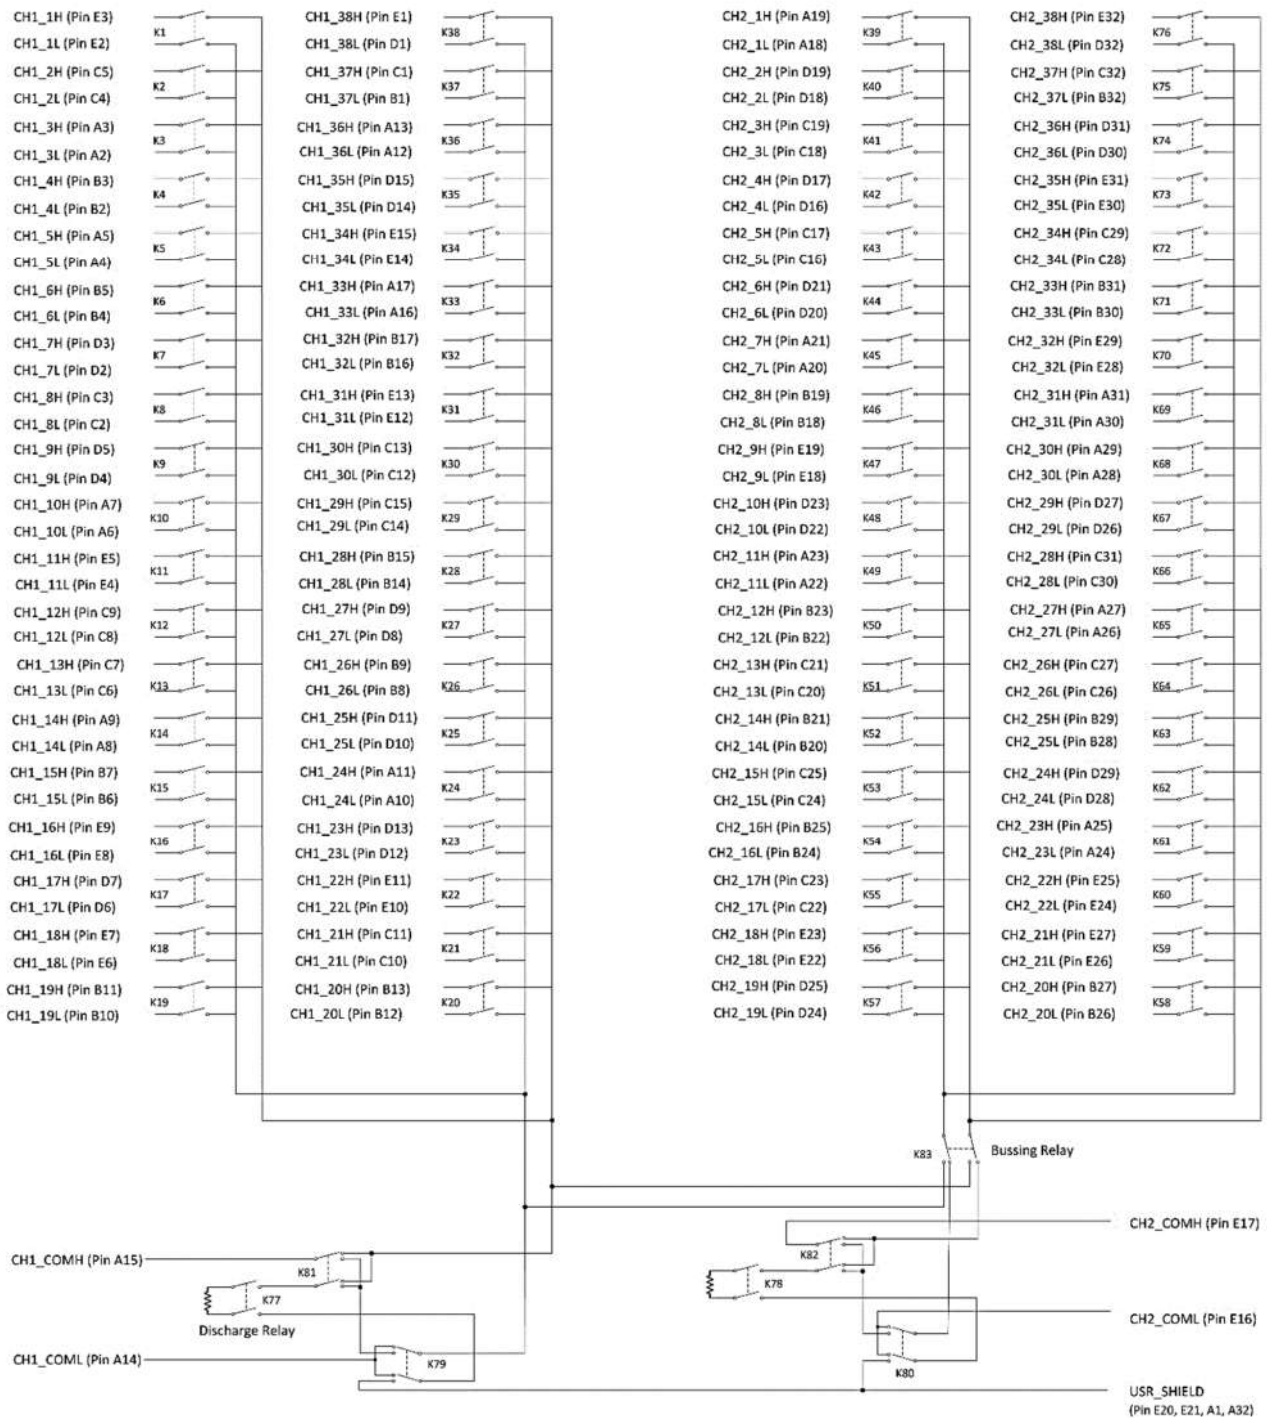 CH1_1H (Pin E3)
K1
CH1_1L (Pin E2)
CH1_2H (Pin C5)
K2
CH1_2L (Pin C4)
CH1_3H (Pin A3)
K3
CH1_3L (Pin A2)
CH1_4H (Pin B3)
K4
CH1_4L (Pin B2)
CH1_5H (Pin A5)
K5
CH1_5L (Pin A4)
CH1_6H (Pin B5)
K6
CH1_6L (Pin B4)
CH1_7H (Pin D3)
K7
CH1_7L (Pin D2)
CH1_8H (Pin C3)
K8
CH1_8L (Pin C2)
CH1_9H (Pin D5)
K9
CH1_9L (Pin D4)
CH1_10H (Pin A7)
K10
CH1_10L (Pin A6)
CH1_11H (Pin E5)
K11
CH1_11L (Pin E4)
CH1_12H (Pin C9)
K12
CH1_12L (Pin C8)
CH1_13H (Pin C7)
K13
CH1_13L (Pin C6)
CH1_14H (Pin A9)
K14
CH1_14L (Pin A8)
CH1_15H (Pin B7)
K15
CH1_15L (Pin B6)
CH1_16H (Pin E9)
K16
CH1_16L (Pin E8)
CH1_17H (Pin D7)
K17
CH1_17L (Pin D6)
CH1_18H (Pin E7)
K18
CH1_18L (Pin E6)
CH1_19H (Pin B11)
K19
CH1_19L (Pin B10)
CH1_38H (Pin E1)
K38
CH1_38L (Pin D1)
CH1_37H (Pin C1)
K37
CH1_37L (Pin B1)
CH1_36H (Pin A13)
K36
CH1_36L (Pin A12)
CH1_35H (Pin D15)
K35
CH1_35L (Pin D14)
CH1_34H (Pin E15)
K34
CH1_34L (Pin E14)
CH1_33H (Pin A17)
K33
CH1_33L (Pin A16)
CH1_32H (Pin B17)
K32
CH1_32L (Pin B16)
CH1_31H (Pin E13)
K31
CH1_31L (Pin E12)
CH1_30H (Pin C13)
K30
CH1_30L (Pin C12)
CH1_29H (Pin C15)
K29
CH1_29L (Pin C14)
CH1_28H (Pin B15)
K28
CH1_28L (Pin B14)
CH1_27H (Pin D9)
K27
CH1_27L (Pin D8)
CH1_26H (Pin B9)
K26
CH1_26L (Pin B8)
CH1_25H (Pin D11)
K25
CH1_25L (Pin D10)
CH1_24H (Pin A11)
K24
CH1_24L (Pin A10)
CH1_23H (Pin D13)
K23
CH1_23L (Pin D12)
CH1_22H (Pin E11)
K22
CH1_22L (Pin E10)
CH1_21H (Pin C11)
K21
CH1_21L (Pin C10)
CH1_20H (Pin B13)
K20
CH1_20L (Pin B12)
CH2_1H (Pin A19)
K39
CH2_1L (Pin A18)
CH2_2H (Pin D19)
K40
CH2_2L (Pin D18)
CH2_3H (Pin C19)
K41
CH2_3L (Pin C18)
CH2_4H (Pin D17)
K42
CH2_4L (Pin D16)
CH2_5H (Pin C17)
K43
CH2_5L (Pin C16)
CH2_6H (Pin D21)
K44
CH2_6L (Pin D20)
CH2_7H (Pin A21)
K45
CH2_7L (Pin A20)
CH2_8H (Pin B19)
K46
CH2_8L (Pin B18)
CH2_9H (Pin E19)
K47
CH2_9L (Pin E18)
CH2_10H (Pin D23)
K48
CH2_10L (Pin D22)
CH2_11H (Pin A23)
K49
CH2_11L (Pin A22)
CH2_12H (Pin B23)
K50
CH2_12L (Pin B22)
CH2_13H (Pin C21)
K51
CH2_13L (Pin C20)
CH2_14H (Pin B21)
K52
CH2_14L (Pin B20)
CH2_15H (Pin C25)
K53
CH2_15L (Pin C24)
CH2_16H (Pin B25)
K54
CH2_16L (Pin B24)
CH2_17H (Pin C23)
K55
CH2_17L (Pin C22)
CH2_18H (Pin E23)
K56
CH2_18L (Pin E22)
CH2_19H (Pin D25)
K57
CH2_19L (Pin D24)
CH2_38H (Pin E32)
K76
CH2_38L (Pin D32)
CH2_37H (Pin C32)
K75
CH2_37L (Pin B32)
CH2_36H (Pin D31)
K74
CH2_36L (Pin D30)
CH2_35H (Pin E31)
K73
CH2_35L (Pin E30)
CH2_34H (Pin C29)
K72
CH2_34L (Pin C28)
CH2_33H (Pin B31)
K71
CH2_33L (Pin B30)
CH2_32H (Pin E29)
K70
CH2_32L (Pin E28)
CH2_31H (Pin A31)
K69
CH2_31L (Pin A30)
CH2_30H (Pin A29)
K68
CH2_30L (Pin A28)
CH2_29H (Pin D27)
K67
CH2_29L (Pin D26)
CH2_28H (Pin C31)
K66
CH2_28L (Pin C30)
CH2_27H (Pin A27)
K65
CH2_27L (Pin A26)
CH2_26H (Pin C27)
K64
CH2_26L (Pin C26)
CH2_25H (Pin B29)
K63
CH2_25L (Pin B28)
CH2_24H (Pin D29)
K62
CH2_24L (Pin D28)
CH2_23H (Pin A25)
K61
CH2_23L (Pin A24)
CH2_22H (Pin E25)
K60
CH2_22L (Pin E24)
CH2_21H (Pin E27)
K59
CH2_21L (Pin E26)
CH2_20H (Pin B27)
K58
CH2_20L (Pin B26)
K83
Bussing Relay
CH2_COMH (Pin E17)
CH1_COMH (Pin A15)
K81
K82
K77
K78
Discharge Relay
CH2_COML (Pin E16)
CH1_COML (Pin A14)
K79
K80
USR_SHIELD
(Pin E20, E21, A1, A32)